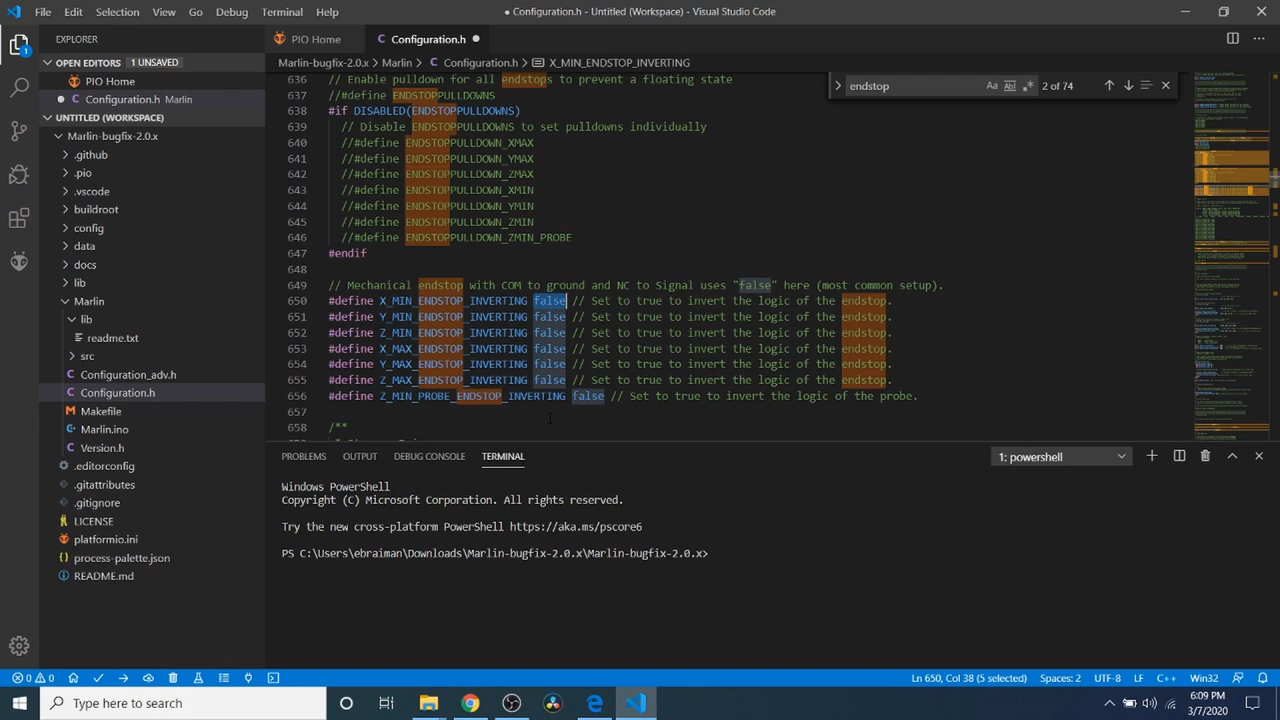 File Edit Selection View Go Debug Terminal Help
● Configuration.h - Untitled (Workspace) - Visual Studio Code
EXPLORER
OPEN EDITORS 1 UNSAVED
PIO Home
● Configuration.h Marlin
(WORKSPACE)
Marlin-bugfix-2.0.x
.github
.pio
.vscode
buildroot
config
data
docs
lib
Marlin
lib
readme.txt
src
Configuration_adv.h
Configuration.h
Makefile
Marlin.ino
Version.h
.editorconfig
.gitattributes
.gitignore
LICENSE
platformio.ini
process-palette.json
README.md
PIO Home
Configuration.h ●
Marlin-bugfix-2.0.x > Marlin > Configuration.h > X_MIN_ENDSTOP_INVERTING
endstop
Aa Abl .* 2 of 74
636 // Enable pulldown for all endstops to prevent a floating state
637 //#define ENDSTOPPULLDOWNS
638 #if DISABLED(ENDSTOPPULLDOWNS)
639 // Disable ENDSTOPPULLDOWNS to set pulldowns individually
640 //#define ENDSTOPPULLDOWN_XMAX
641 //#define ENDSTOPPULLDOWN_YMAX
642 //#define ENDSTOPPULLDOWN_ZMAX
643 //#define ENDSTOPPULLDOWN_XMIN
644 //#define ENDSTOPPULLDOWN_YMIN
645 //#define ENDSTOPPULLDOWN_ZMIN
646 //#define ENDSTOPPULLDOWN_ZMIN_PROBE
647 #endif
648
649 // Mechanical endstop with COM to ground and NC to Signal uses "false" here (most common setup).
650 #define X_MIN_ENDSTOP_INVERTING false // Set to true to invert the logic of the endstop.
651 #define Y_MIN_ENDSTOP_INVERTING false // Set to true to invert the logic of the endstop.
652 #define Z_MIN_ENDSTOP_INVERTING false // Set to true to invert the logic of the endstop.
653 #define X_MAX_ENDSTOP_INVERTING false // Set to true to invert the logic of the endstop.
654 #define Y_MAX_ENDSTOP_INVERTING false // Set to true to invert the logic of the endstop.
655 #define Z_MAX_ENDSTOP_INVERTING false // Set to true to invert the logic of the endstop.
656 #define Z_MIN_PROBE_ENDSTOP_INVERTING false // Set to true to invert the logic of the probe.
657
658 /**
PROBLEMS OUTPUT DEBUG CONSOLE TERMINAL
1: powershell
Windows PowerShell
Copyright (C) Microsoft Corporation. All rights reserved.
Try the new cross-platform PowerShell https://aka.ms/pscore6
PS C:\Users\ebraiman\Downloads\Marlin-bugfix-2.0.x\Marlin-bugfix-2.0.x>
0 0
Ln 650, Col 38 (5 selected) Spaces: 2 UTF-8 LF C++ Win32
Type here to search
6:09 PM
3/7/2020